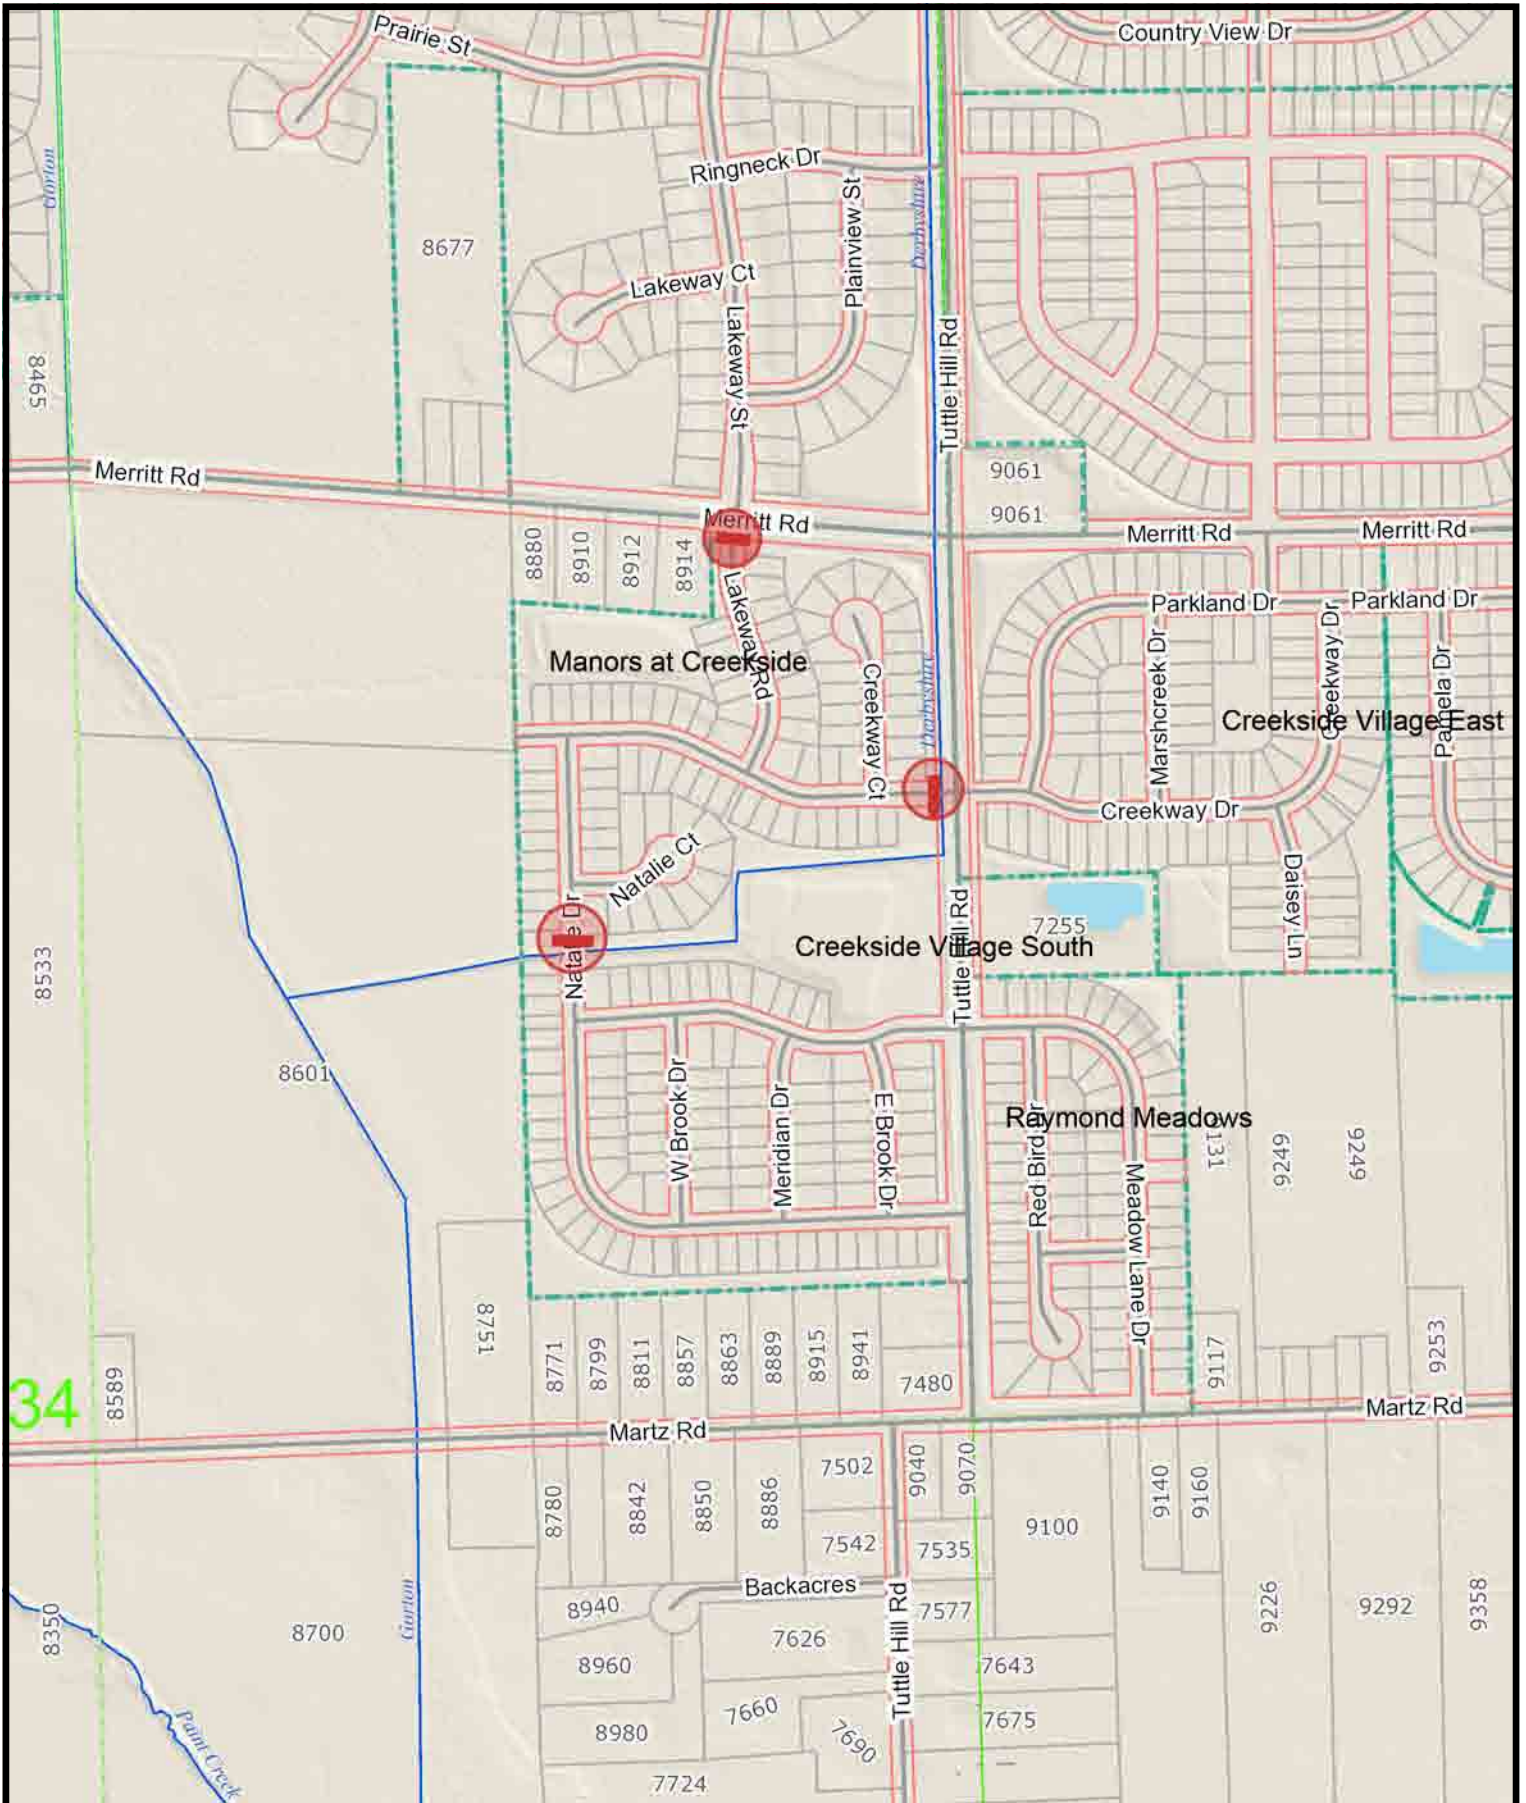 Prairie St
Country View Dr
Gorton
Ringneck Dr
Plainview St
Derbyshire
8677
Lakeway Ct
Lakeway St
Tuttle Hill Rd
8465
Merritt Rd
9061
9061
Merritt Rd
Merritt Rd
Merritt Rd
8880
8910
8912
8914
Lakeway Rd
Parkland Dr
Parkland Dr
Manors at Creekside
Creekway Ct
Derbyshire
Marshcreek Dr
Creekway Dr
Pamela Dr
Creekside Village East
Creekway Dr
Natalie Ct
Daisey Ln
Natalie Dr
Tuttle Hill Rd
7255
Creekside Village South
8533
8601
W Brook Dr
Meridian Dr
E Brook Dr
Raymond Meadows
Red Bird Dr
Meadow Lane Dr
9131
9249
9249
8751
8771
8799
8811
8857
8863
8889
8915
8941
7480
9117
9253
8589
34
Martz Rd
Martz Rd
7502
9040
9070
8780
8842
8850
8886
9140
9160
9100
7542
7535
Backacres
8940
7577
9226
9292
9358
8350
8700
Gorton
7626
Tuttle Hill Rd
8960
7643
7660
7675
8980
7690
Paint Creek
7724